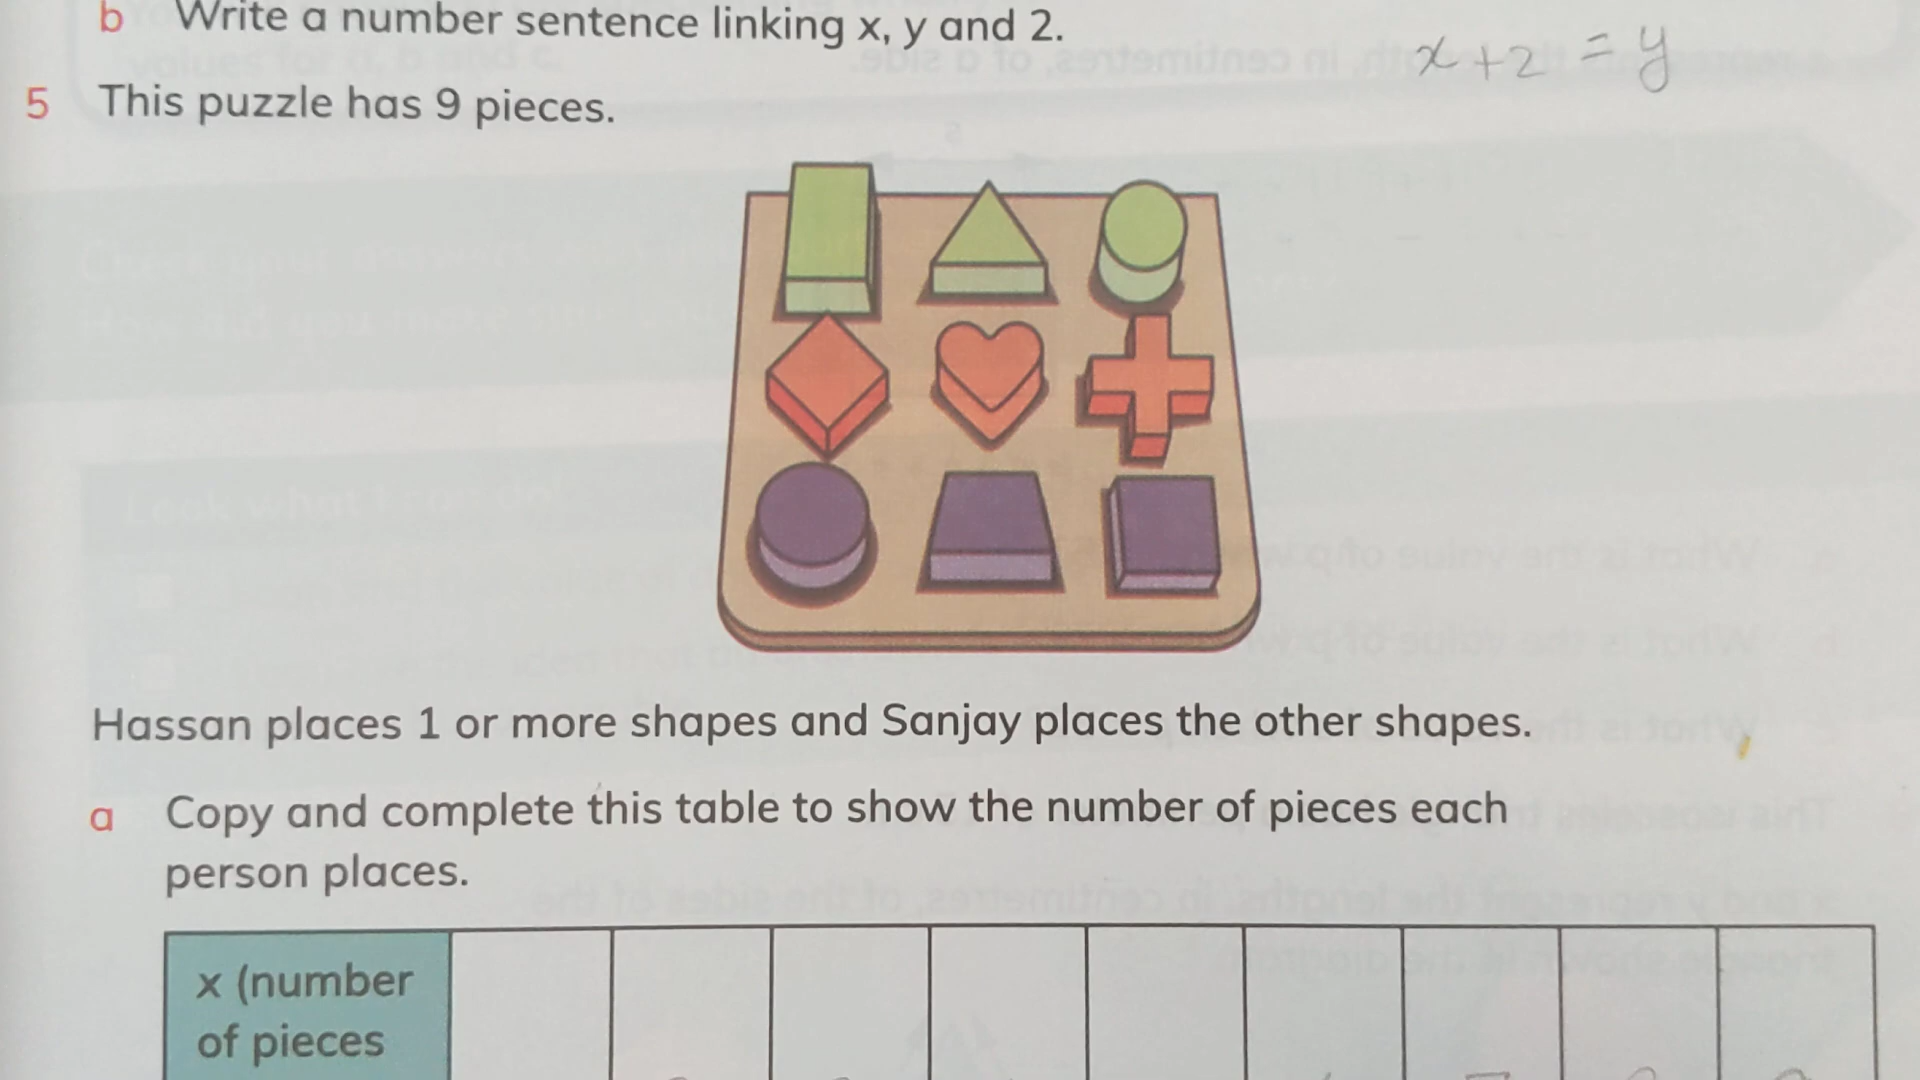 b Write a number sentence linking x, y and 2.
x + 2 = y
5 This puzzle has 9 pieces.
Hassan places 1 or more shapes and Sanjay places the other shapes.
a Copy and complete this table to show the number of pieces each
person places.
x (number
of pieces